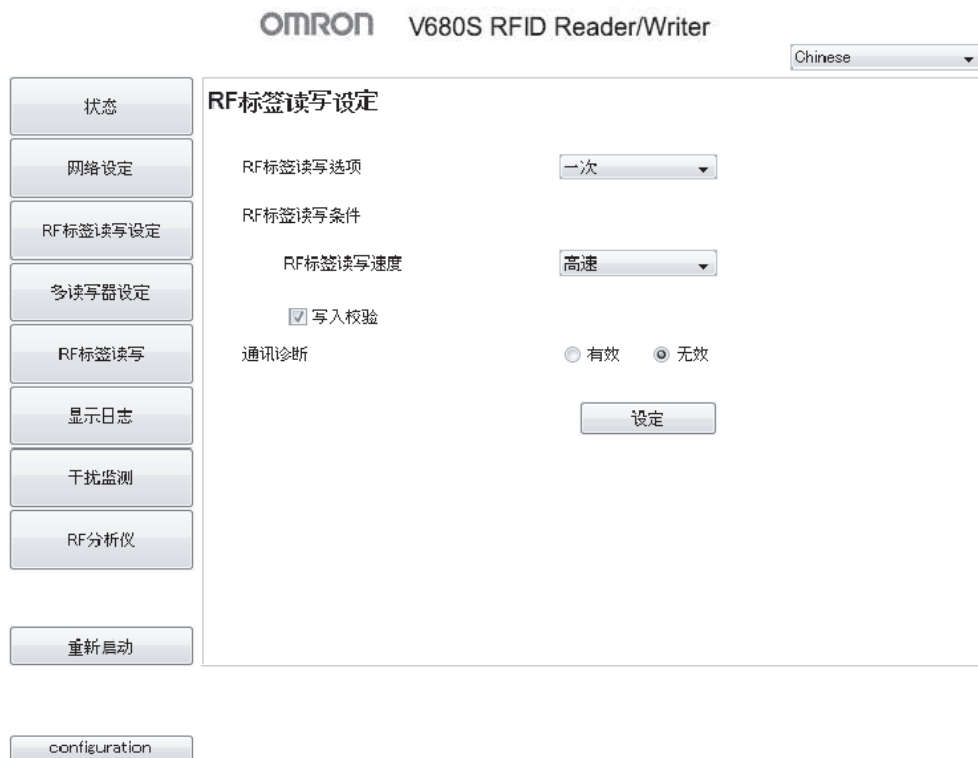 OMRON V680S RFID Reader/Writer
Chinese
状态
网络设定
RF标签读写设定
多读写器设定
RF标签读写
显示日志
干扰监测
RF分析仪
重新启动
configuration
RF标签读写设定
RF标签读写选项 一次
RF标签读写条件
RF标签读写速度 高速
写入校验
通讯诊断 有效 无效
设定